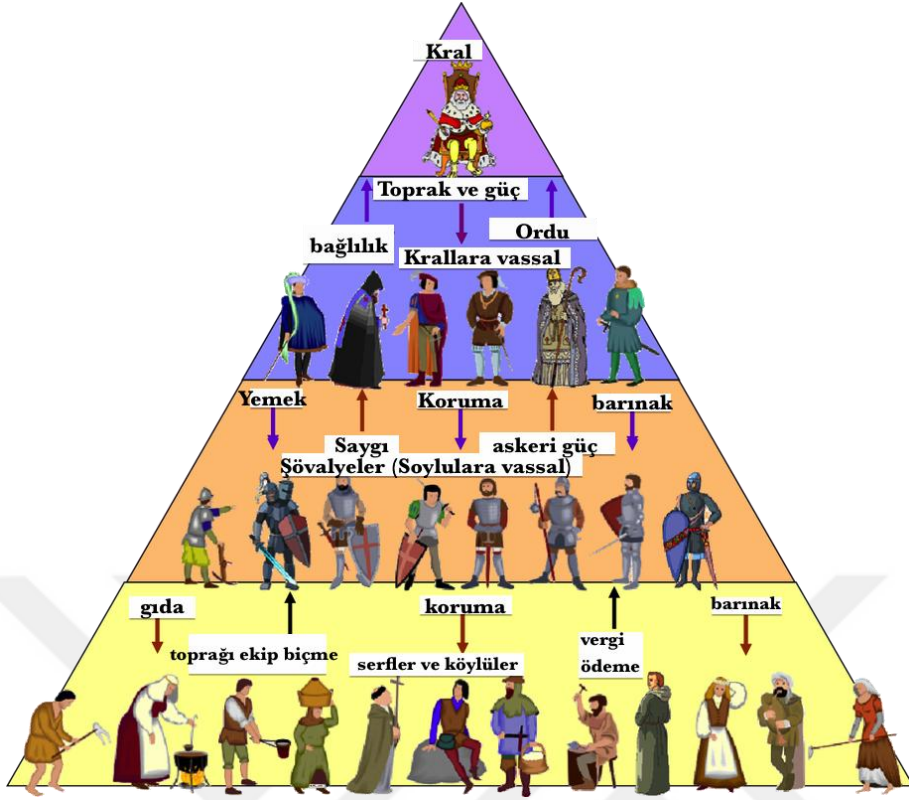 Kral
Toprak ve güç
bağlılık
Ordu
Krallara vassal
Yemek
Koruma
barınak
Saygı
askeri güç
Şövalyeler (Soylulara vassal)
gıda
koruma
barınak
toprağı ekip biçme
vergi
ödeme
serfler ve köylüler